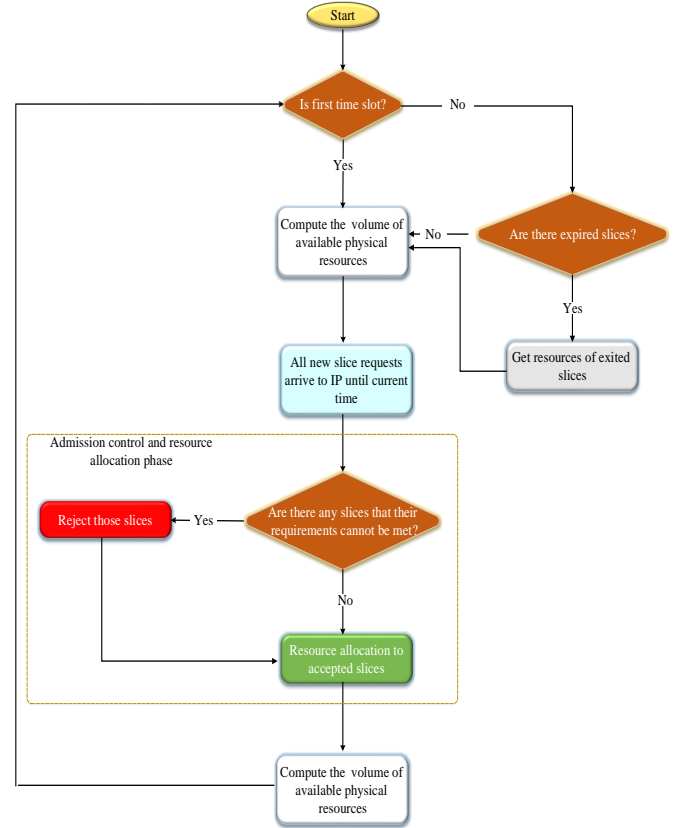 Start
Is first time slot?
No
Yes
Compute the volume of
available physical
resources
No
Are there expired slices?
Yes
Get resources of exited
slices
All new slice requests
arrive to IP until current
time
Admission control and resource
allocation phase
Are there any slices that their
requirements cannot be met?
Yes
Reject those slices
No
Resource allocation to
accepted slices
Compute the volume of
available physical
resources